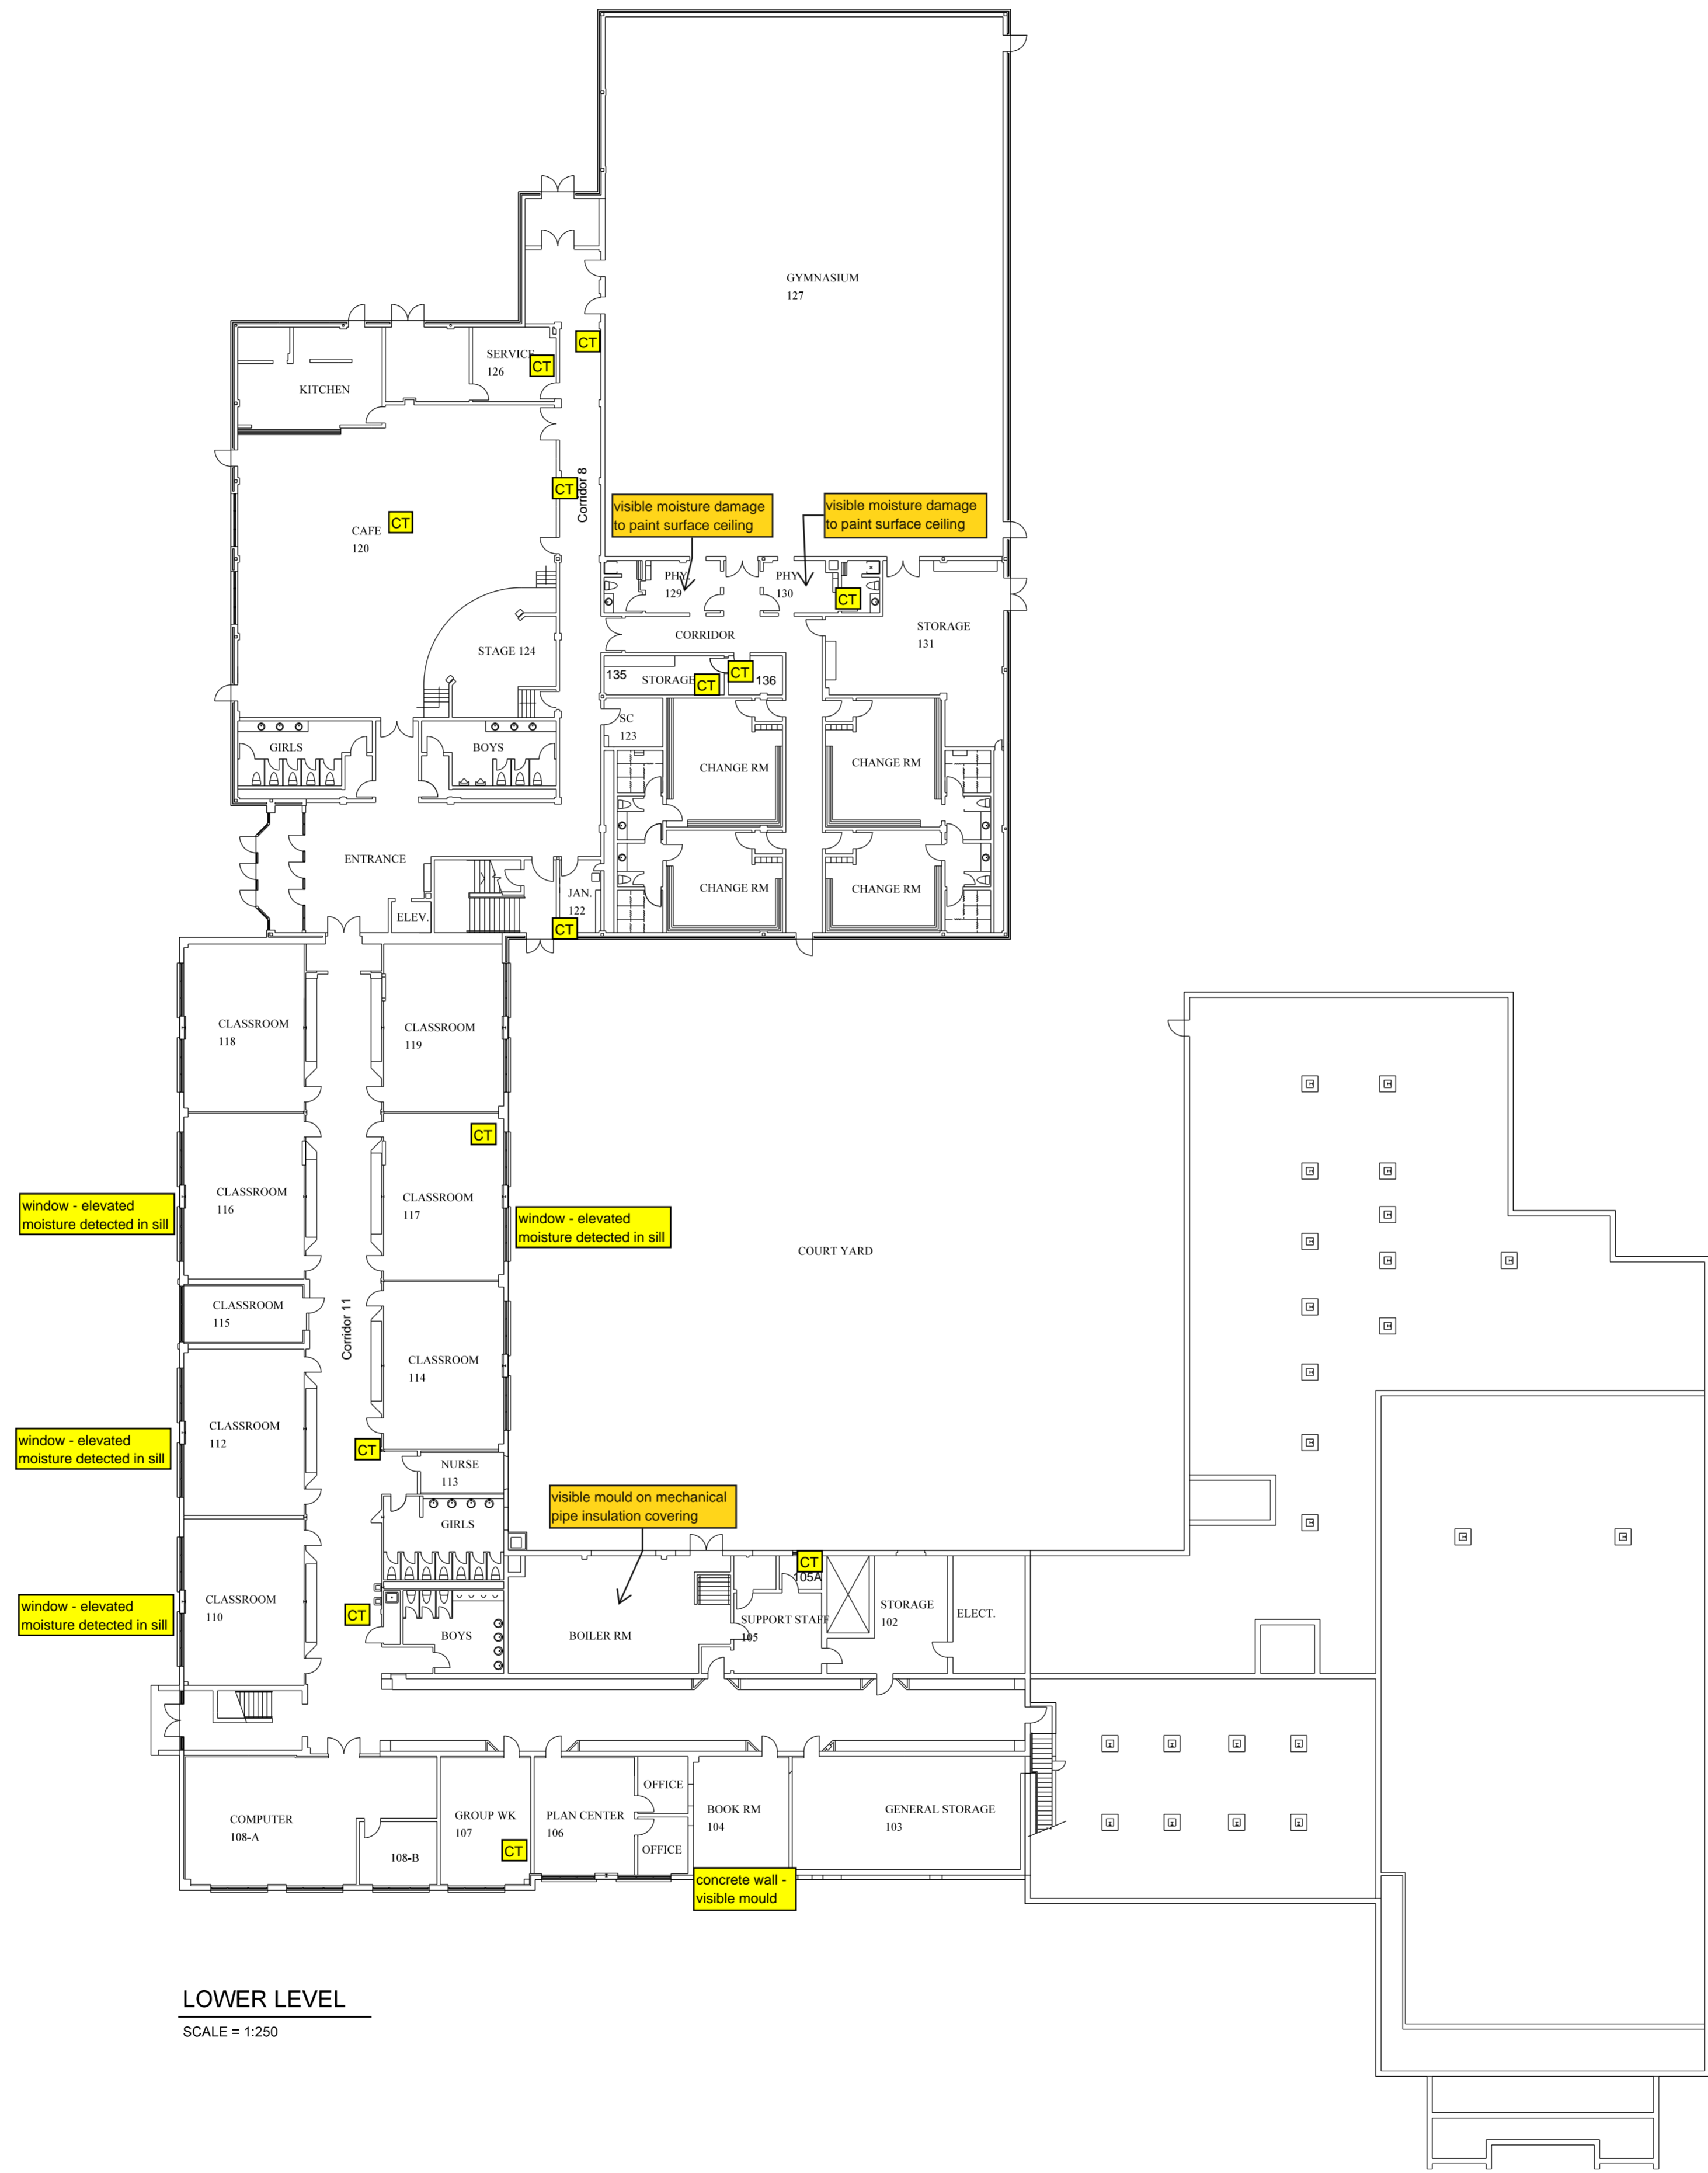 GYMNASIUM
127
CT
SERVICE
126
CT
KITCHEN
CT
Corridor 8
CAFE
120
CT
visible moisture damage
to paint surface ceiling
visible moisture damage
to paint surface ceiling
PHY.
129
PHY
130
CT
STORAGE
131
CORRIDOR
STAGE 124
135
STORAGE
CT
CT
136
SC
123
GIRLS
BOYS
CHANGE RM
CHANGE RM
ENTRANCE
ELEV.
JAN.
122
CT
CHANGE RM
CHANGE RM
CLASSROOM
118
CLASSROOM
119
CT
CLASSROOM
116
CLASSROOM
117
window - elevated
moisture detected in sill
window - elevated
moisture detected in sill
COURT YARD
CLASSROOM
115
Corridor 11
CLASSROOM
114
CLASSROOM
112
window - elevated
moisture detected in sill
CT
NURSE
113
visible mould on mechanical
pipe insulation covering
GIRLS
CT
105A
CLASSROOM
110
window - elevated
moisture detected in sill
CT
BOYS
BOILER RM
SUPPORT STAFF
105
STORAGE
102
ELECT.
COMPUTER
108-A
108-B
GROUP WK
107
CT
PLAN CENTER
106
OFFICE
OFFICE
BOOK RM
104
GENERAL STORAGE
103
concrete wall -
visible mould
LOWER LEVEL
SCALE = 1:250